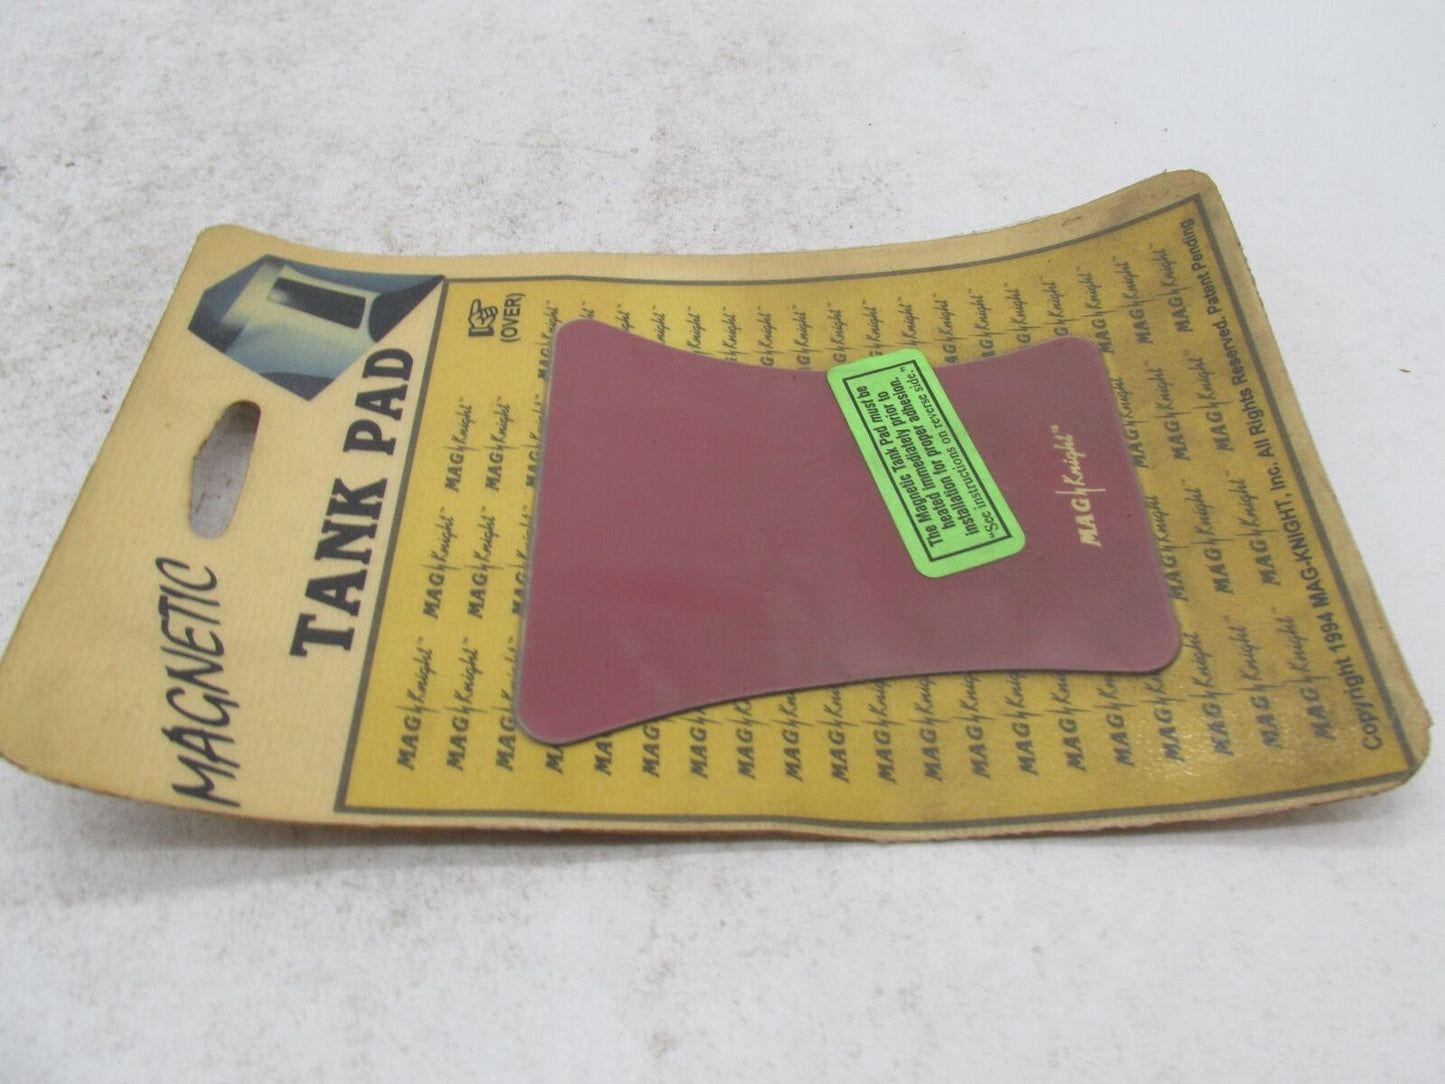 MAGNETIC
TANK PAD
(OVER)
The Magnetic Tank Pad must be
heated immediately prior to
installation for proper adhesion.
"See instructions on reverse side."
MAG Knight™
Copyright 1994 MAG-KNIGHT, Inc. All Rights Reserved. Patent Pending